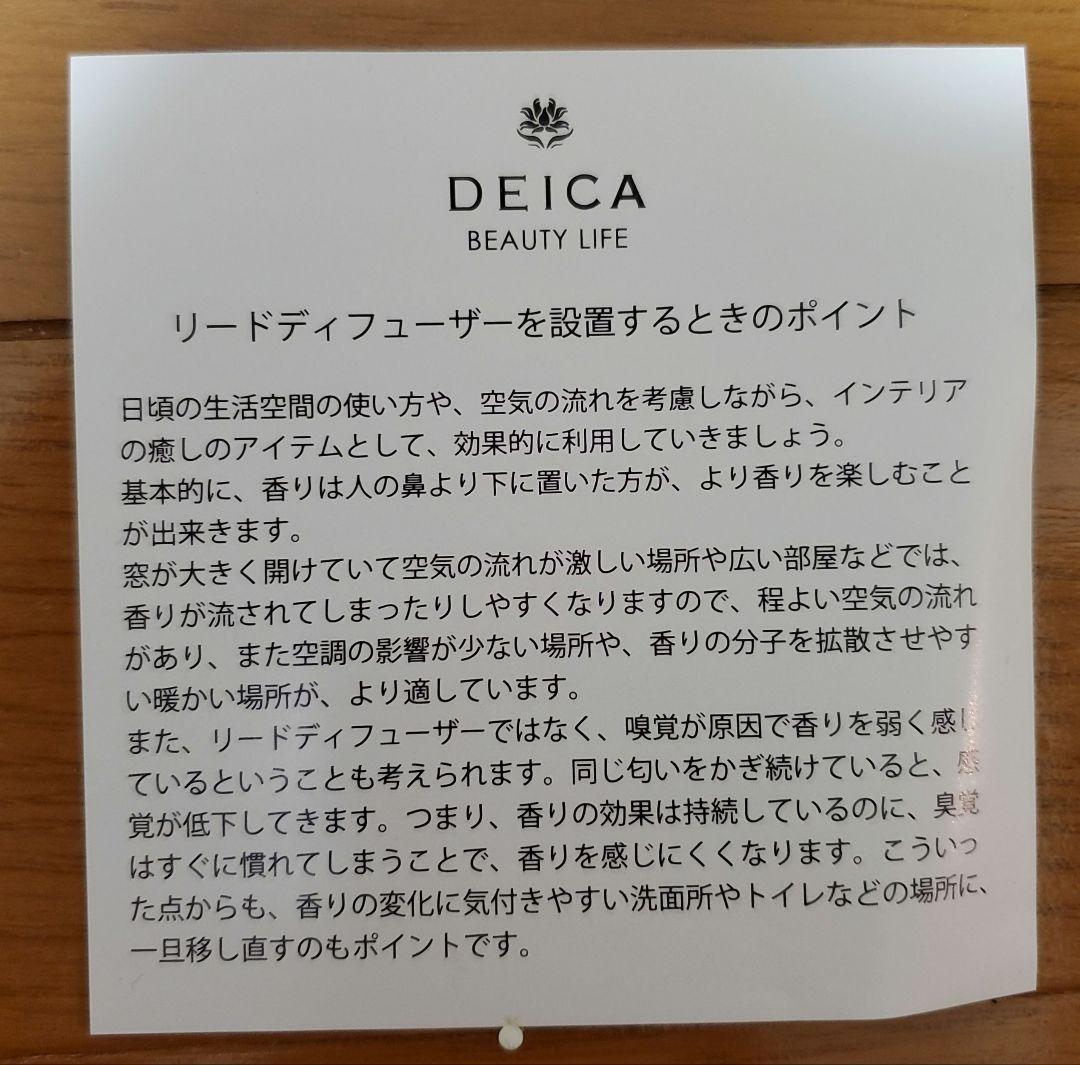 DEICA
BEAUTY LIFE
リードディフューザーを設置するときのポイント
日頃の生活空間の使い方や、空気の流れを考慮しながら、インテリア
の癒しのアイテムとして、効果的に利用していきましょう。
基本的に、香りは人の鼻より下に置いた方が、より香りを楽しむこと
が出来きます。
窓が大きく開けていて空気の流れが激しい場所や広い部屋などでは、
香りが流されてしまったりしやすくなりますので、程よい空気の流れ
があり、また空調の影響が少ない場所や、香りの分子を拡散させやす
い暖かい場所が、より適しています。
また、リードディフューザーではなく、嗅覚が原因で香りを弱く感じ
ているということも考えられます。同じ匂いをかぎ続けていると、感
覚が低下してきます。つまり、香りの効果は持続しているのに、臭覚
はすぐに慣れてしまうことで、香りを感じにくくなります。こういっ
た点からも、香りの変化に気付きやすい洗面所やトイレなどの場所に、
一旦移し直すのもポイントです。